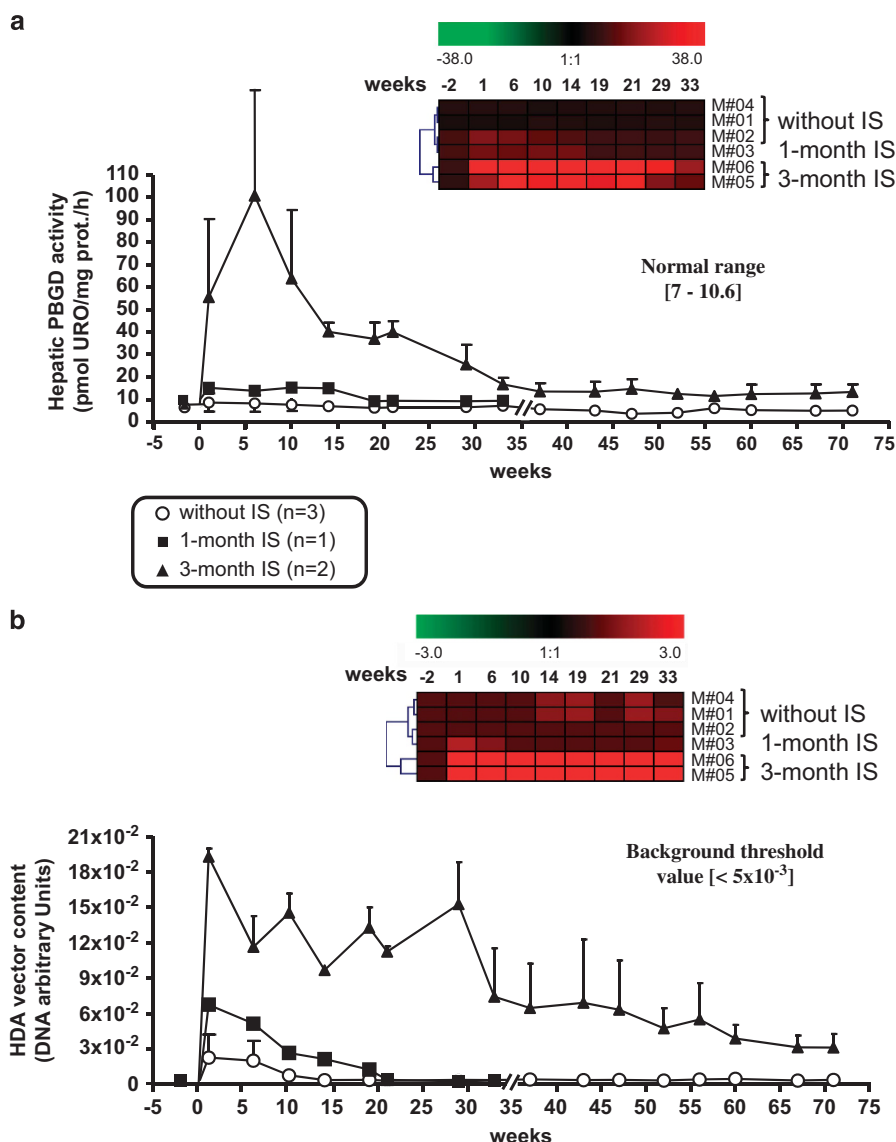 a
-38.0 1:1 38.0
weeks -2 1 6 10 14 19 21 29 33
M#04
M#01
M#02
M#03
M#06
M#05
without IS
1-month IS
3-month IS
Hepatic PBGD activity
(pmol URO/mg prot./h)
110
100
90
80
70
60
50
40
30
20
10
0
Normal range
[7 - 10.6]
-5 0 5 10 15 20 25 30 35 40 45 50 55 60 65 70 75
weeks
without IS (n=3)
1-month IS (n=1)
3-month IS (n=2)
b
-3.0 1:1 3.0
weeks -2 1 6 10 14 19 21 29 33
M#04
M#01
M#02
M#03
M#06
M#05
without IS
1-month IS
3-month IS
HDA vector content
(DNA arbitrary Units)
21x10⁻²
18x10⁻²
15x10⁻²
12x10⁻²
9x10⁻²
6x10⁻²
3x10⁻²
0
Background threshold
value [< 5x10⁻³]
-5 0 5 10 15 20 25 30 35 40 45 50 55 60 65 70 75
weeks